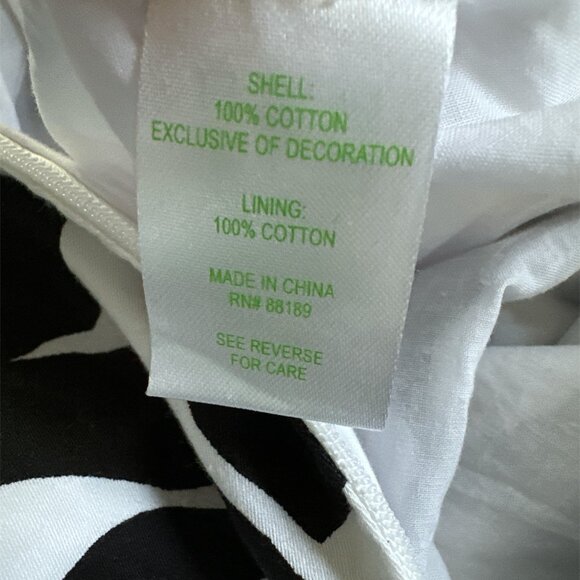 SHELL:
100% COTTON
EXCLUSIVE OF DECORATION
LINING:
100% COTTON
MADE IN CHINA
RN# 88189
SEE REVERSE
FOR CARE